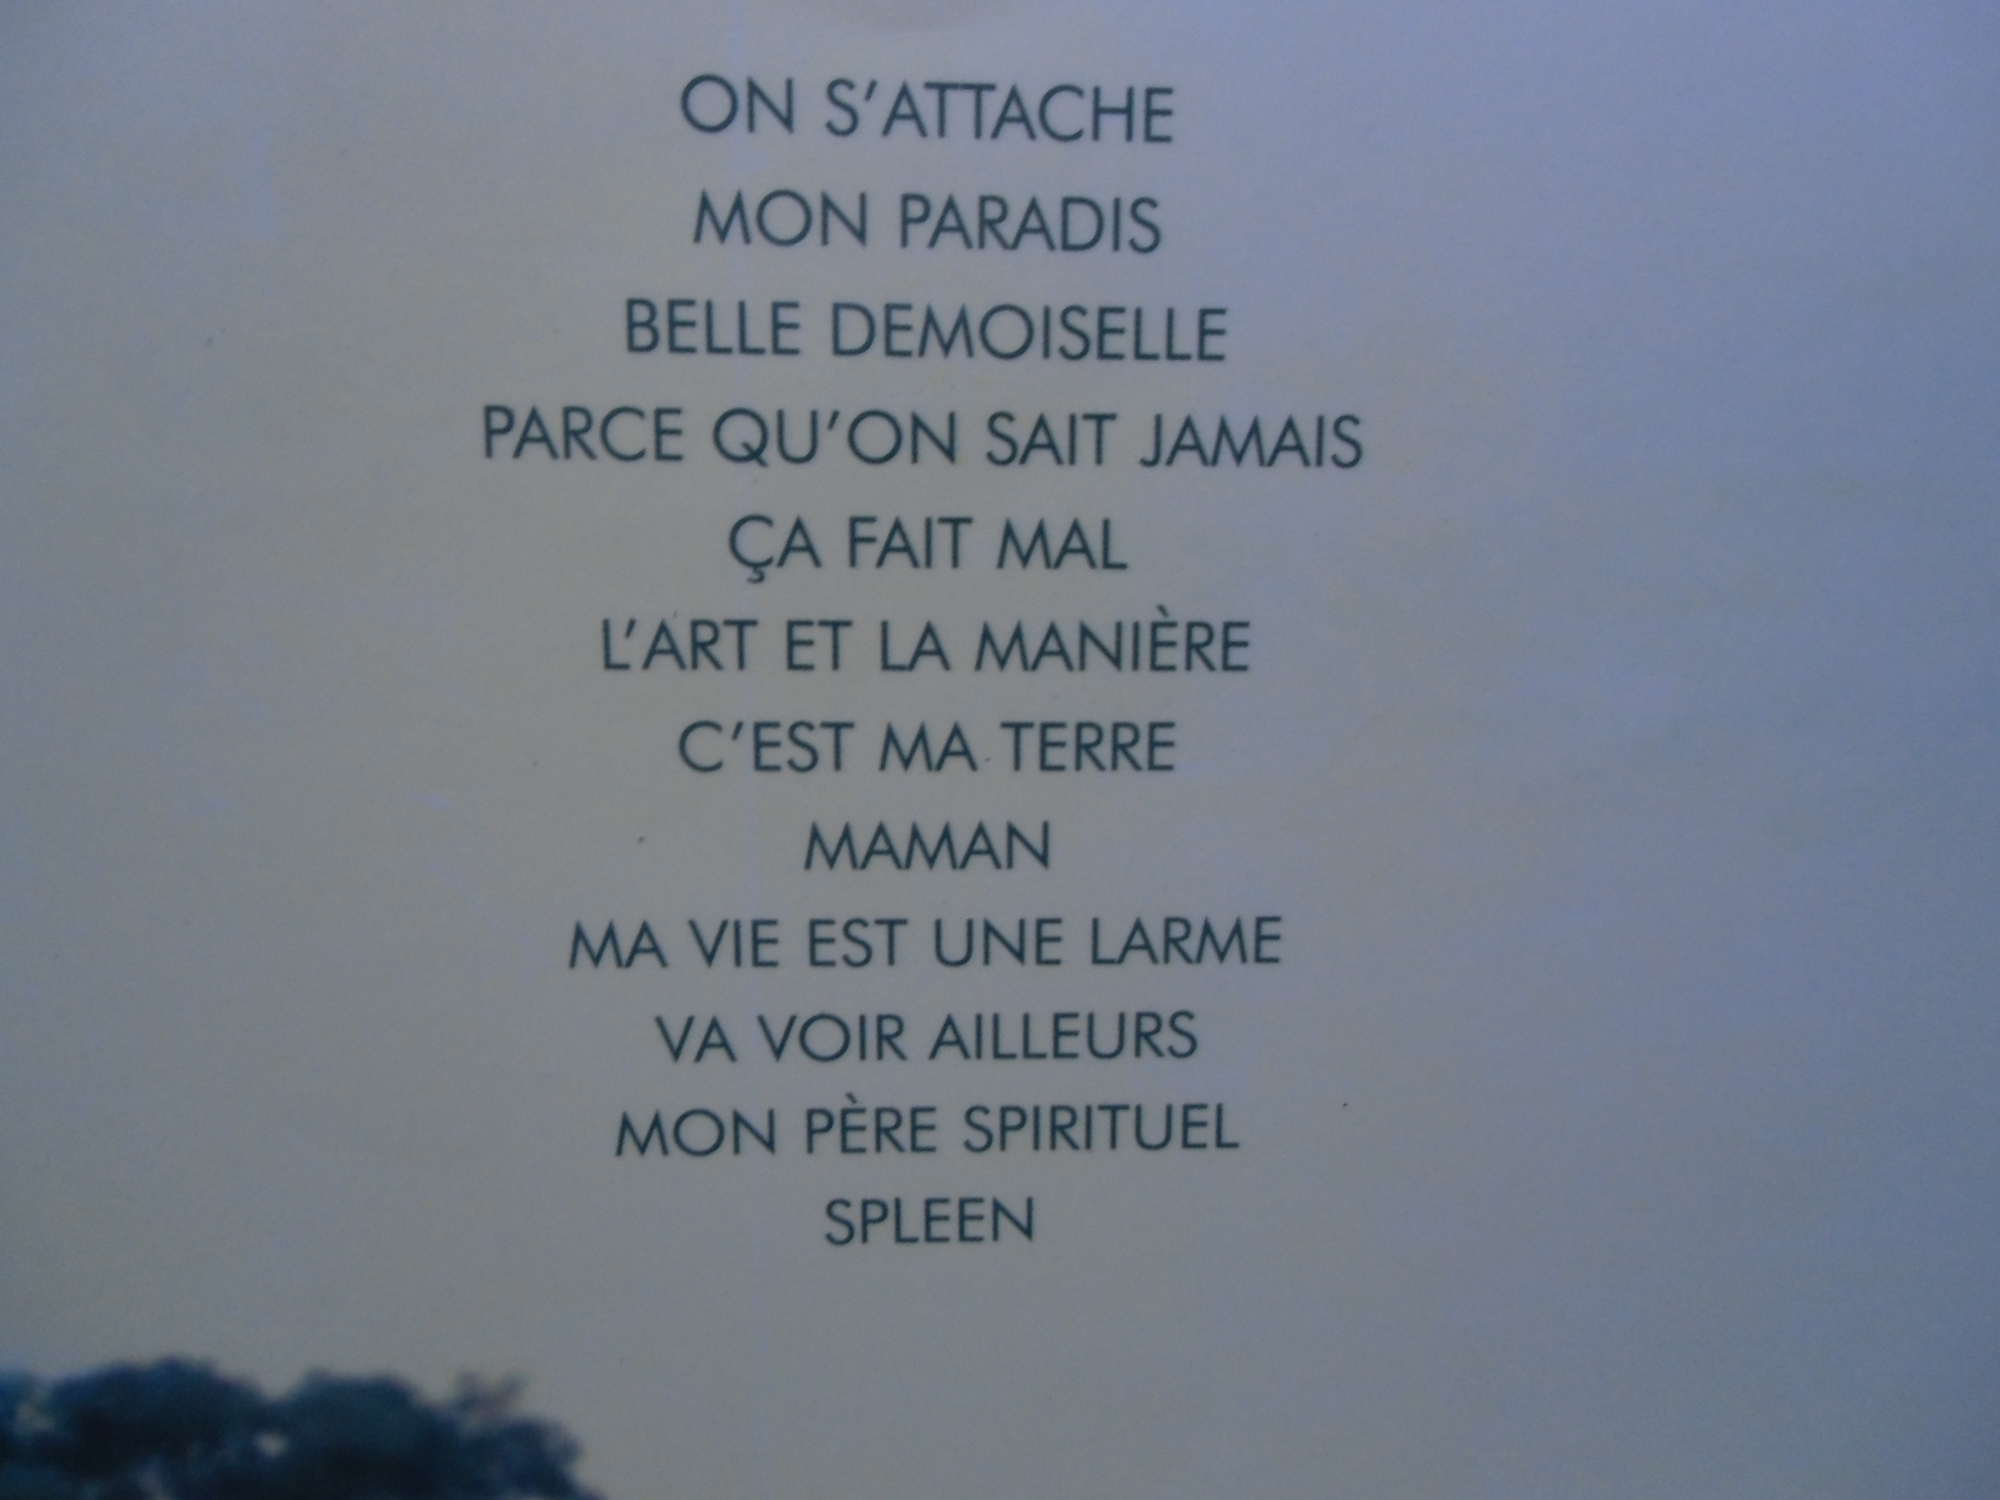 ON S'ATTACHE
MON PARADIS
BELLE DEMOISELLE
PARCE QU'ON SAIT JAMAIS
ÇA FAIT MAL
L'ART ET LA MANIÈRE
C'EST MA TERRE
MAMAN
MA VIE EST UNE LARME
VA VOIR AILLEURS
MON PÈRE SPIRITUEL
SPLEEN